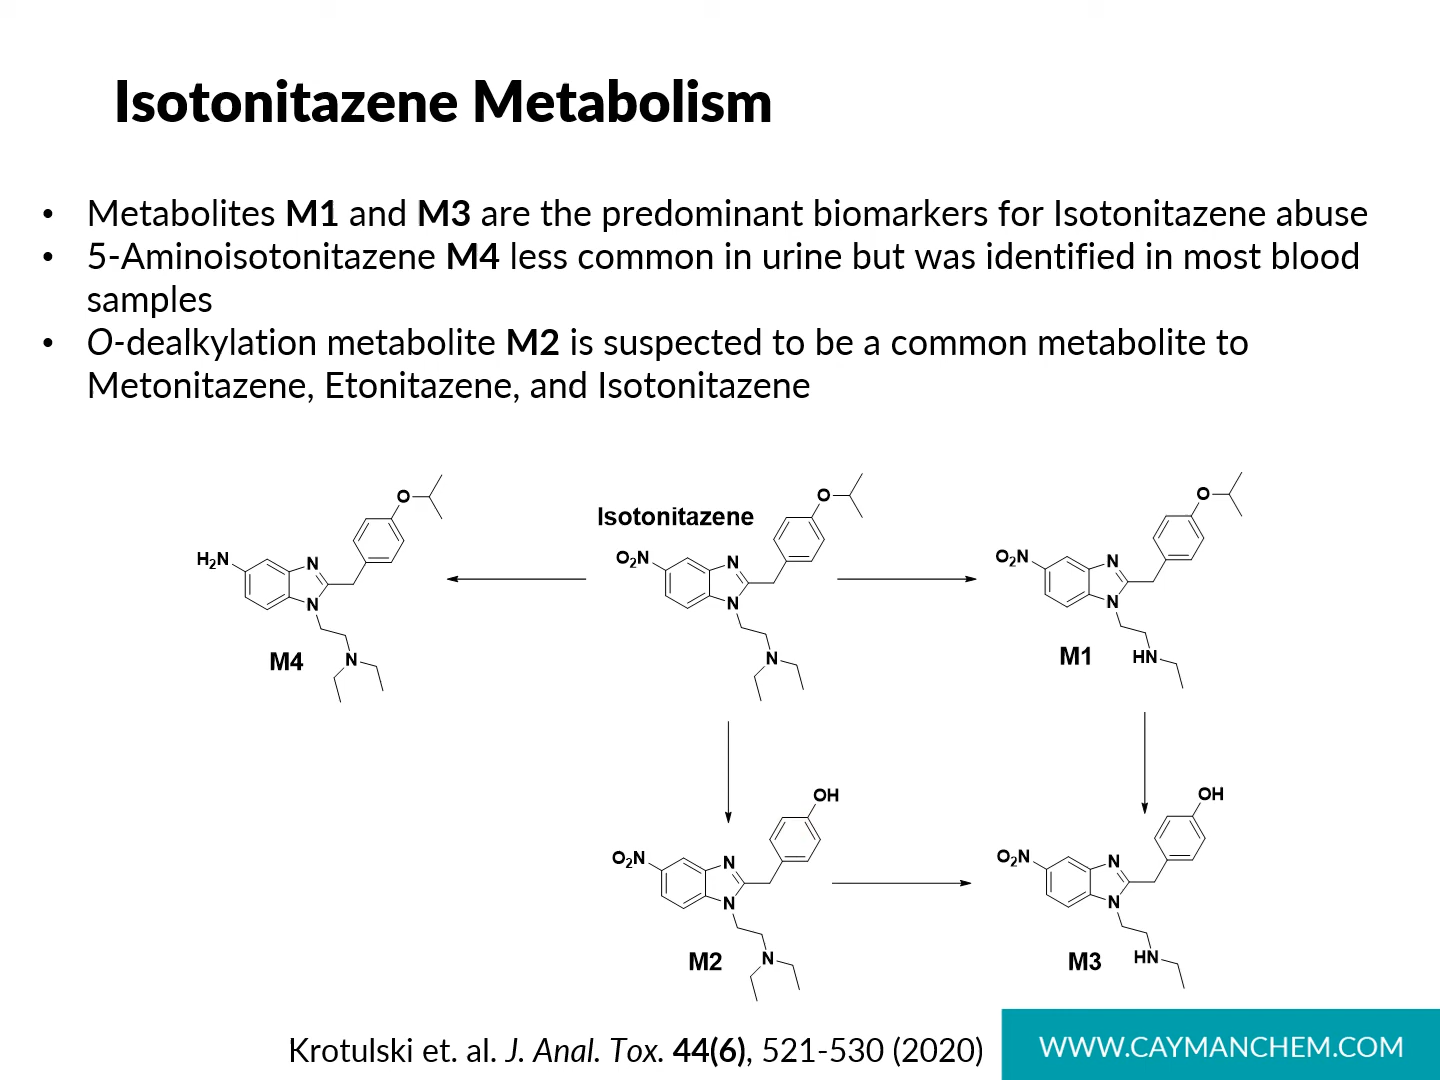 Isotonitazene Metabolism
• Metabolites M1 and M3 are the predominant biomarkers for Isotonitazene abuse
• 5-Aminoisotonitazene M4 less common in urine but was identified in most blood
samples
• O-dealkylation metabolite M2 is suspected to be a common metabolite to
Metonitazene, Etonitazene, and Isotonitazene
O
H₂N
N
N
N
M4
Isotonitazene
O
O₂N
N
N
N
O
O₂N
N
N
HN
M1
OH
O₂N
N
N
N
M2
OH
O₂N
N
N
HN
M3
Krotulski et. al. J. Anal. Tox. 44(6), 521-530 (2020)
WWW.CAYMANCHEM.COM